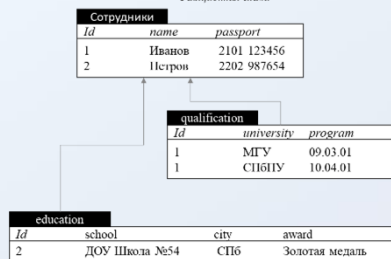 Сотрудники
Id name passport
1 Иванов 2101 123456
2 Петров 2202 987654
qualification
Id university program
1 МГУ 09.03.01
1 СПбПУ 10.04.01
education
Id school city award
2 ДОУ Школа №54 СПб Золотая медаль